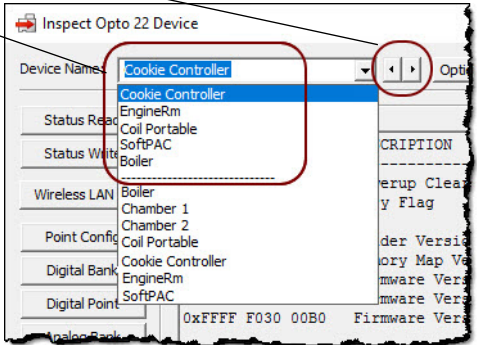 Inspect Opto 22 Device
Device Name: Cookie Controller
Cookie Controller
EngineRm
Coil Portable
SoftPAC
Boiler
------------------------------
Boiler
Chamber 1
Chamber 2
Coil Portable
Cookie Controller
EngineRm
SoftPAC
Opti
Status Read
Status Write
Wireless LAN
Point Config
Digital Bank
Digital Point
Analog Bank
CRIPTION
erup Clea
y Flag
der Versi
mory Map Ve
rmware Vers
rmware Vers
0xFFFF F030 00B0 Firmware Vers